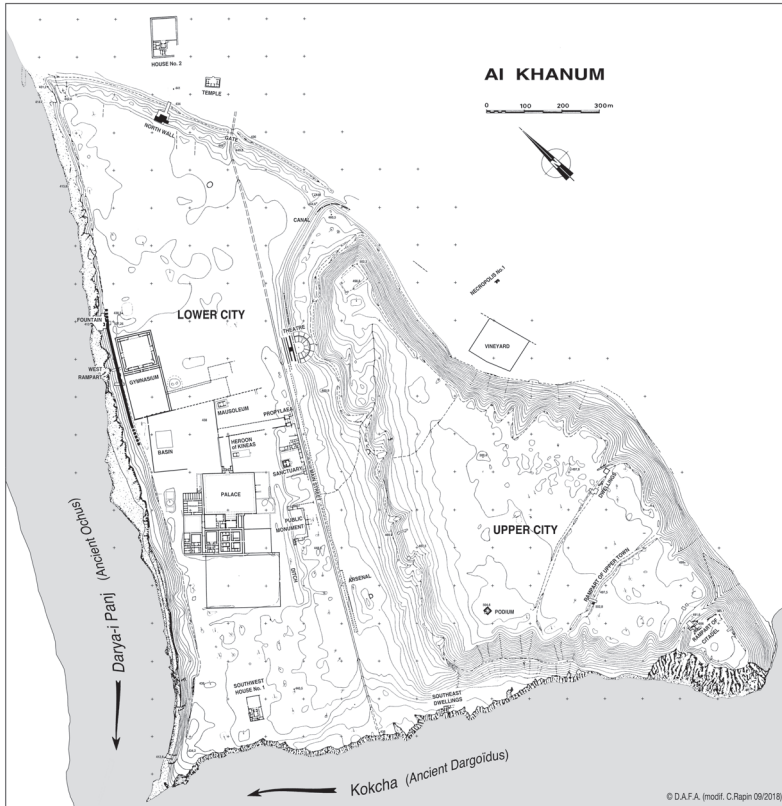 HOUSE No. 2
TEMPLE
AI KHANUM
0 100 200 300m
NORTH WALL
GATE
CANAL
NECROPOLIS No.1
LOWER CITY
FOUNTAIN
THEATRE
VINEYARD
WEST
RAMPART
GYMNASIUM
MAUSOLEUM
PROPYLAEA
BASIN
HEROON
of KINEAS
SANCTUARY
MAIN STREET
PALACE
DWELLINGS
PUBLIC
MONUMENT
UPPER CITY
DITCH
ARSENAL
RAMPART OF UPPER TOWN
PODIUM
RAMPART OF
CITADEL
Darya-i Panj (Ancient Ochus)
SOUTHWEST
HOUSE No. 1
SOUTHEAST
DWELLINGS
Kokcha (Ancient Dargoïdus)
© D.A.F.A. (modif. C.Rapin 09/2018)